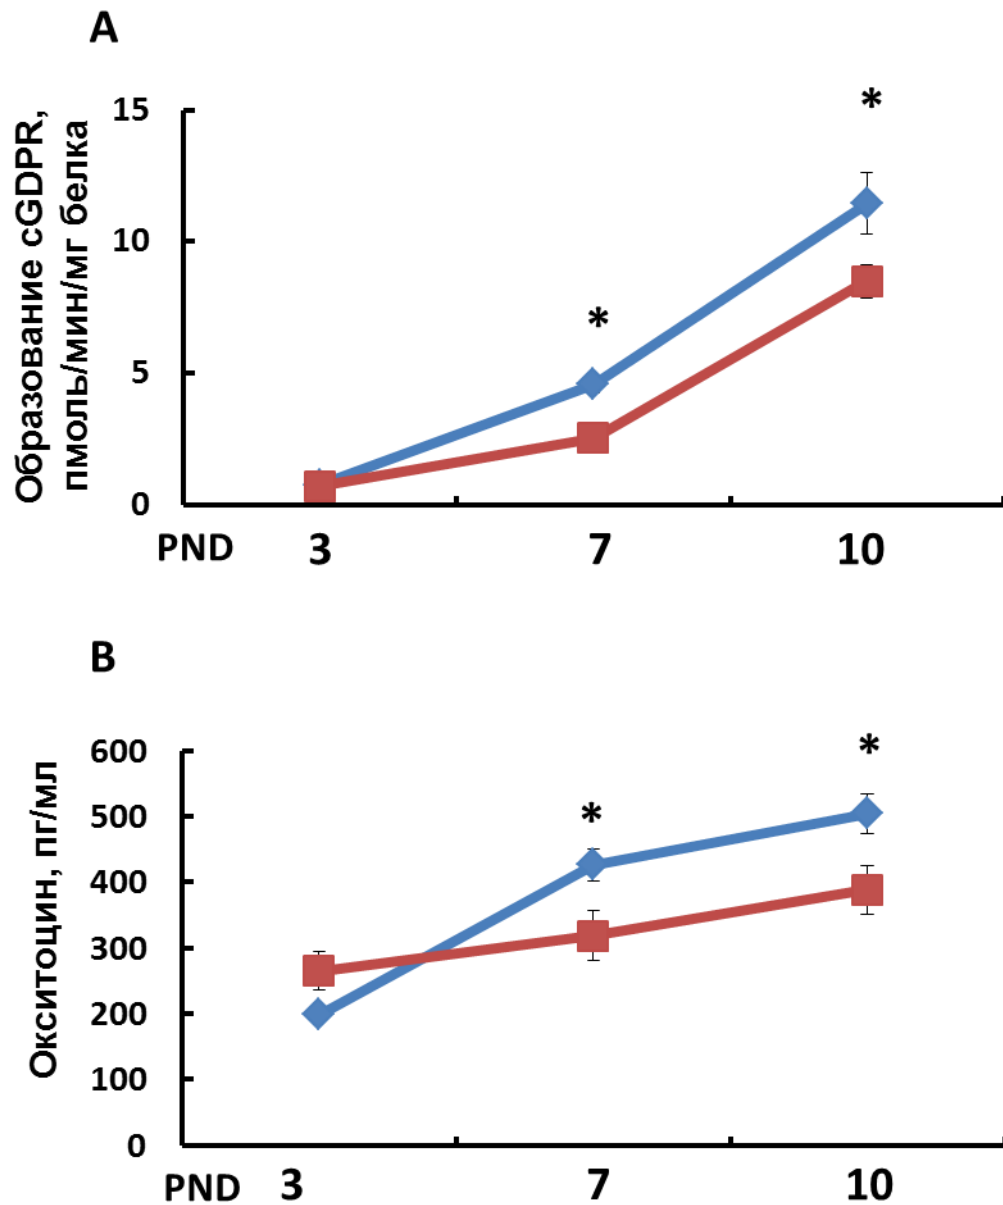 A
Образование cGDPR,
пмоль/мин/мг белка
15
*
10
*
5
0
PND 3 7 10
B
Окситоцин, пг/мл
600
*
500
*
400
300
200
100
0
PND 3 7 10